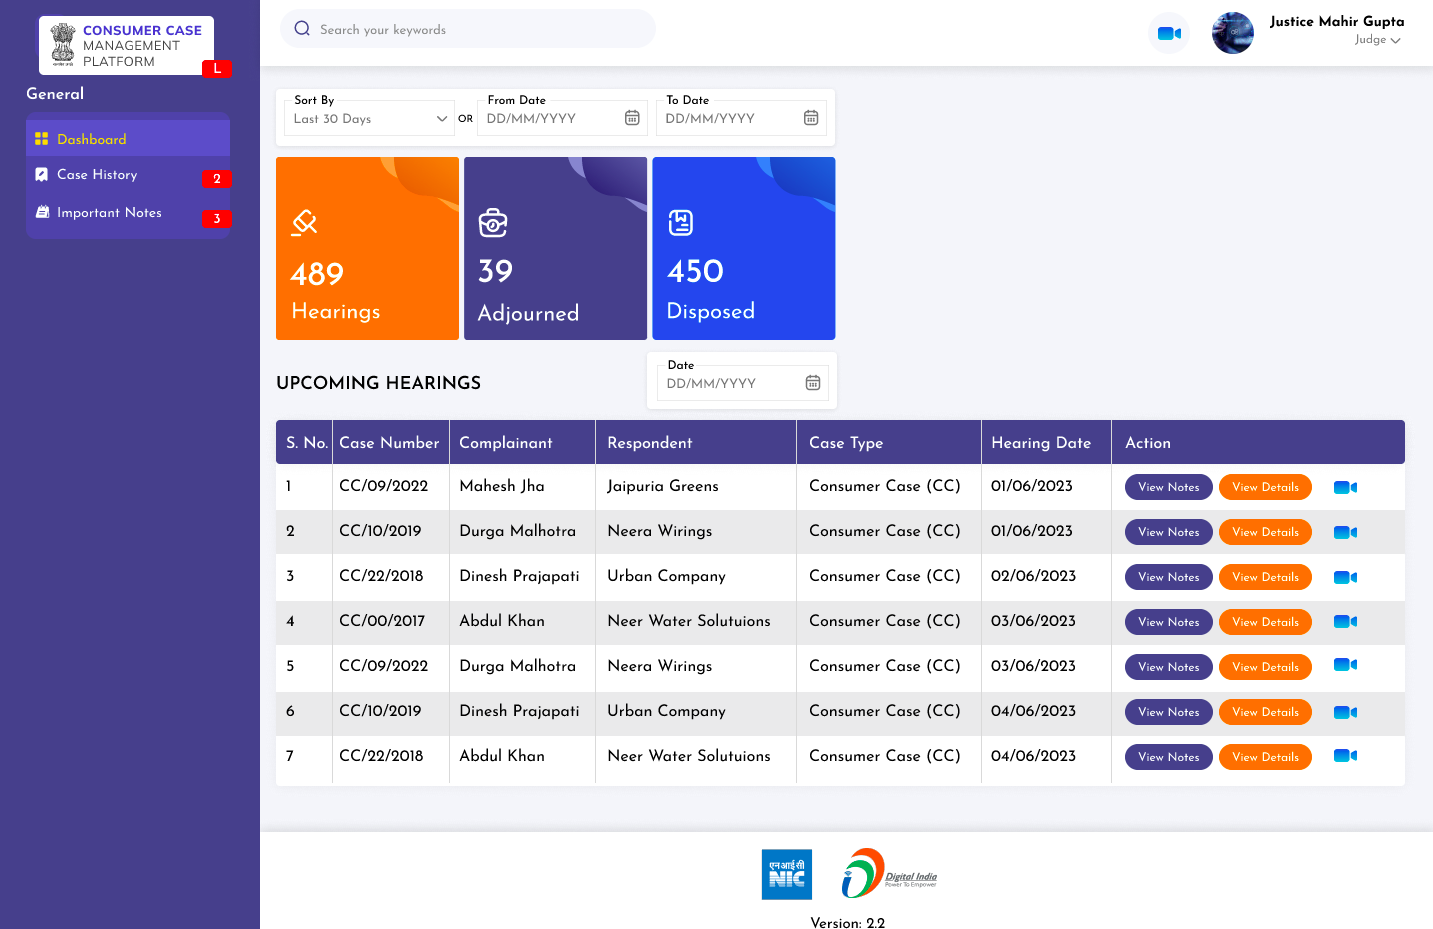 CONSUMER CASE
MANAGEMENT
PLATFORM
L
General
Dashboard
Case History
2
Important Notes
3
Search your keywords
Justice Mahir Gupta
Judge
Sort By
Last 30 Days
OR
From Date
DD/MM/YYYY
To Date
DD/MM/YYYY
489
Hearings
39
Adjourned
450
Disposed
UPCOMING HEARINGS
Date
DD/MM/YYYY
S. No. Case Number Complainant Respondent Case Type Hearing Date Action
1 CC/09/2022 Mahesh Jha Jaipuria Greens Consumer Case (CC) 01/06/2023 View Notes View Details
2 CC/10/2019 Durga Malhotra Neera Wirings Consumer Case (CC) 01/06/2023 View Notes View Details
3 CC/22/2018 Dinesh Prajapati Urban Company Consumer Case (CC) 02/06/2023 View Notes View Details
4 CC/00/2017 Abdul Khan Neer Water Solutuions Consumer Case (CC) 03/06/2023 View Notes View Details
5 CC/09/2022 Durga Malhotra Neera Wirings Consumer Case (CC) 03/06/2023 View Notes View Details
6 CC/10/2019 Dinesh Prajapati Urban Company Consumer Case (CC) 04/06/2023 View Notes View Details
7 CC/22/2018 Abdul Khan Neer Water Solutuions Consumer Case (CC) 04/06/2023 View Notes View Details
एन आई सी
NIC
Digital India
Power To Empower
Version: 2.2